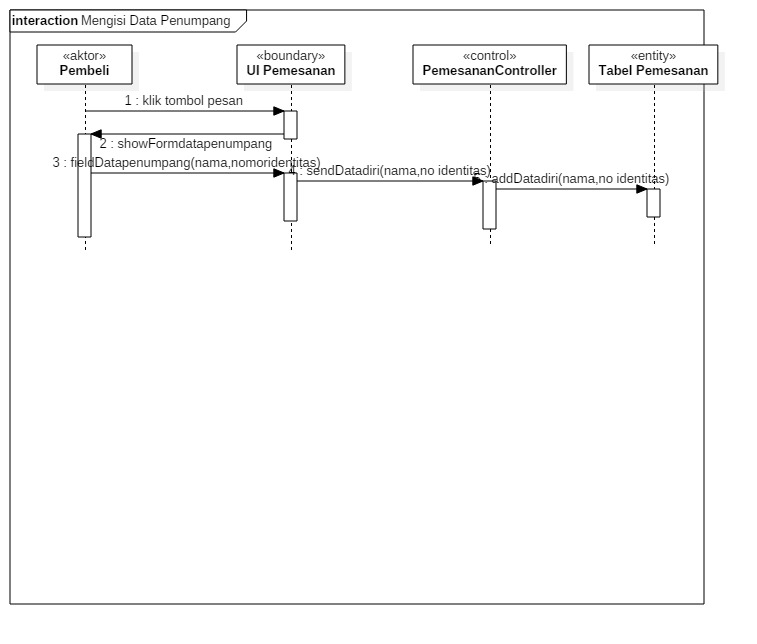 interaction Mengisi Data Penumpang
«aktor»
Pembeli
«boundary»
UI Pemesanan
«control»
PemesananController
«entity»
Tabel Pemesanan
1 : klik tombol pesan
2 : showFormdatapenumpang
3 : fieldDatapenumpang(nama,nomoridentitas)
: sendDatadiri(nama,no identitas)
addDatadiri(nama,no identitas)